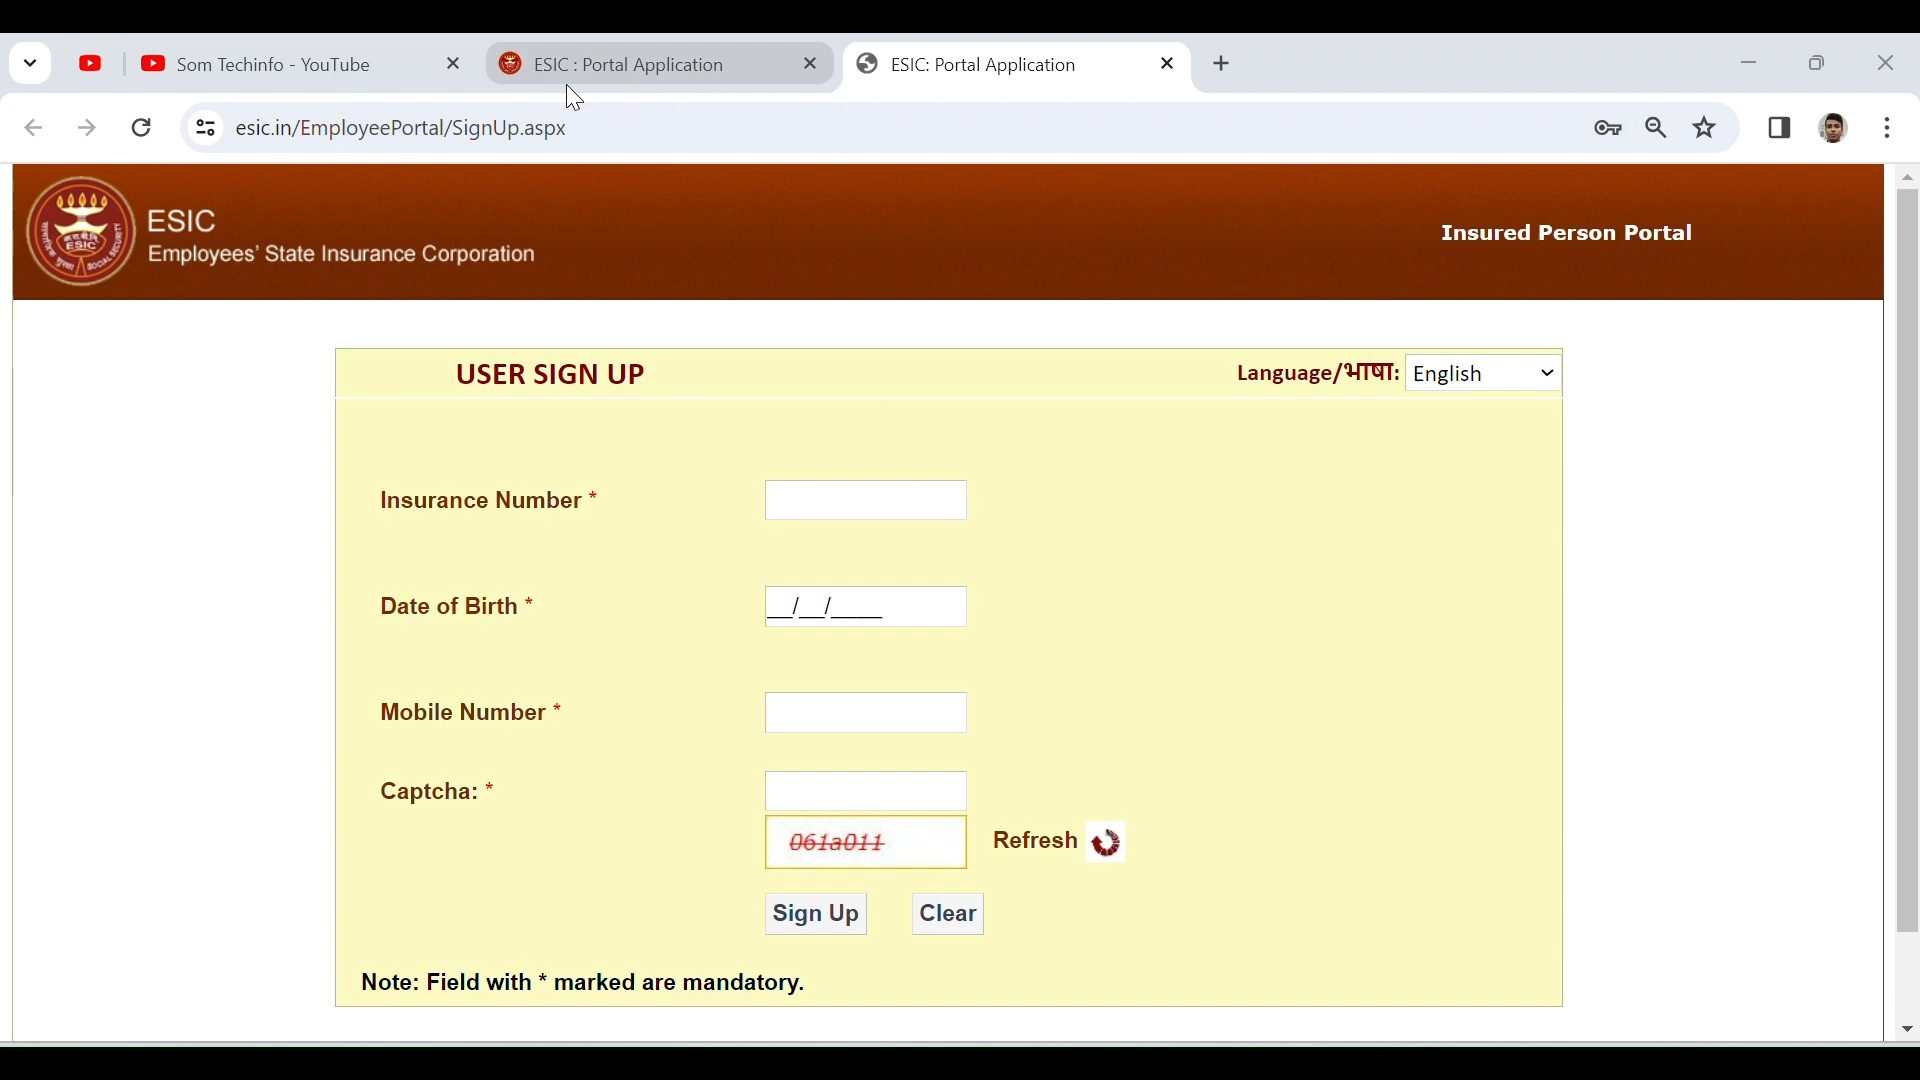 Som Techinfo - YouTube
ESIC : Portal Application
ESIC: Portal Application
esic.in/EmployeePortal/SignUp.aspx
ESIC
Employees' State Insurance Corporation
Insured Person Portal
USER SIGN UP
Language/भाषा: English
Insurance Number *
Date of Birth *
__/__/____
Mobile Number *
Captcha: *
061a011
Refresh
Sign Up Clear
Note: Field with * marked are mandatory.